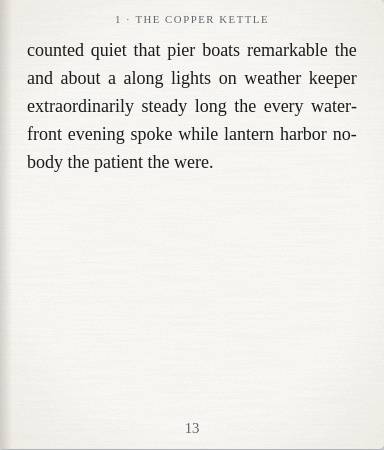 1 · THE COPPER KETTLE
counted quiet that pier boats remarkable the
and about a along lights on weather keeper
extraordinarily steady long the every water-
front evening spoke while lantern harbor no-
body the patient the were.
13